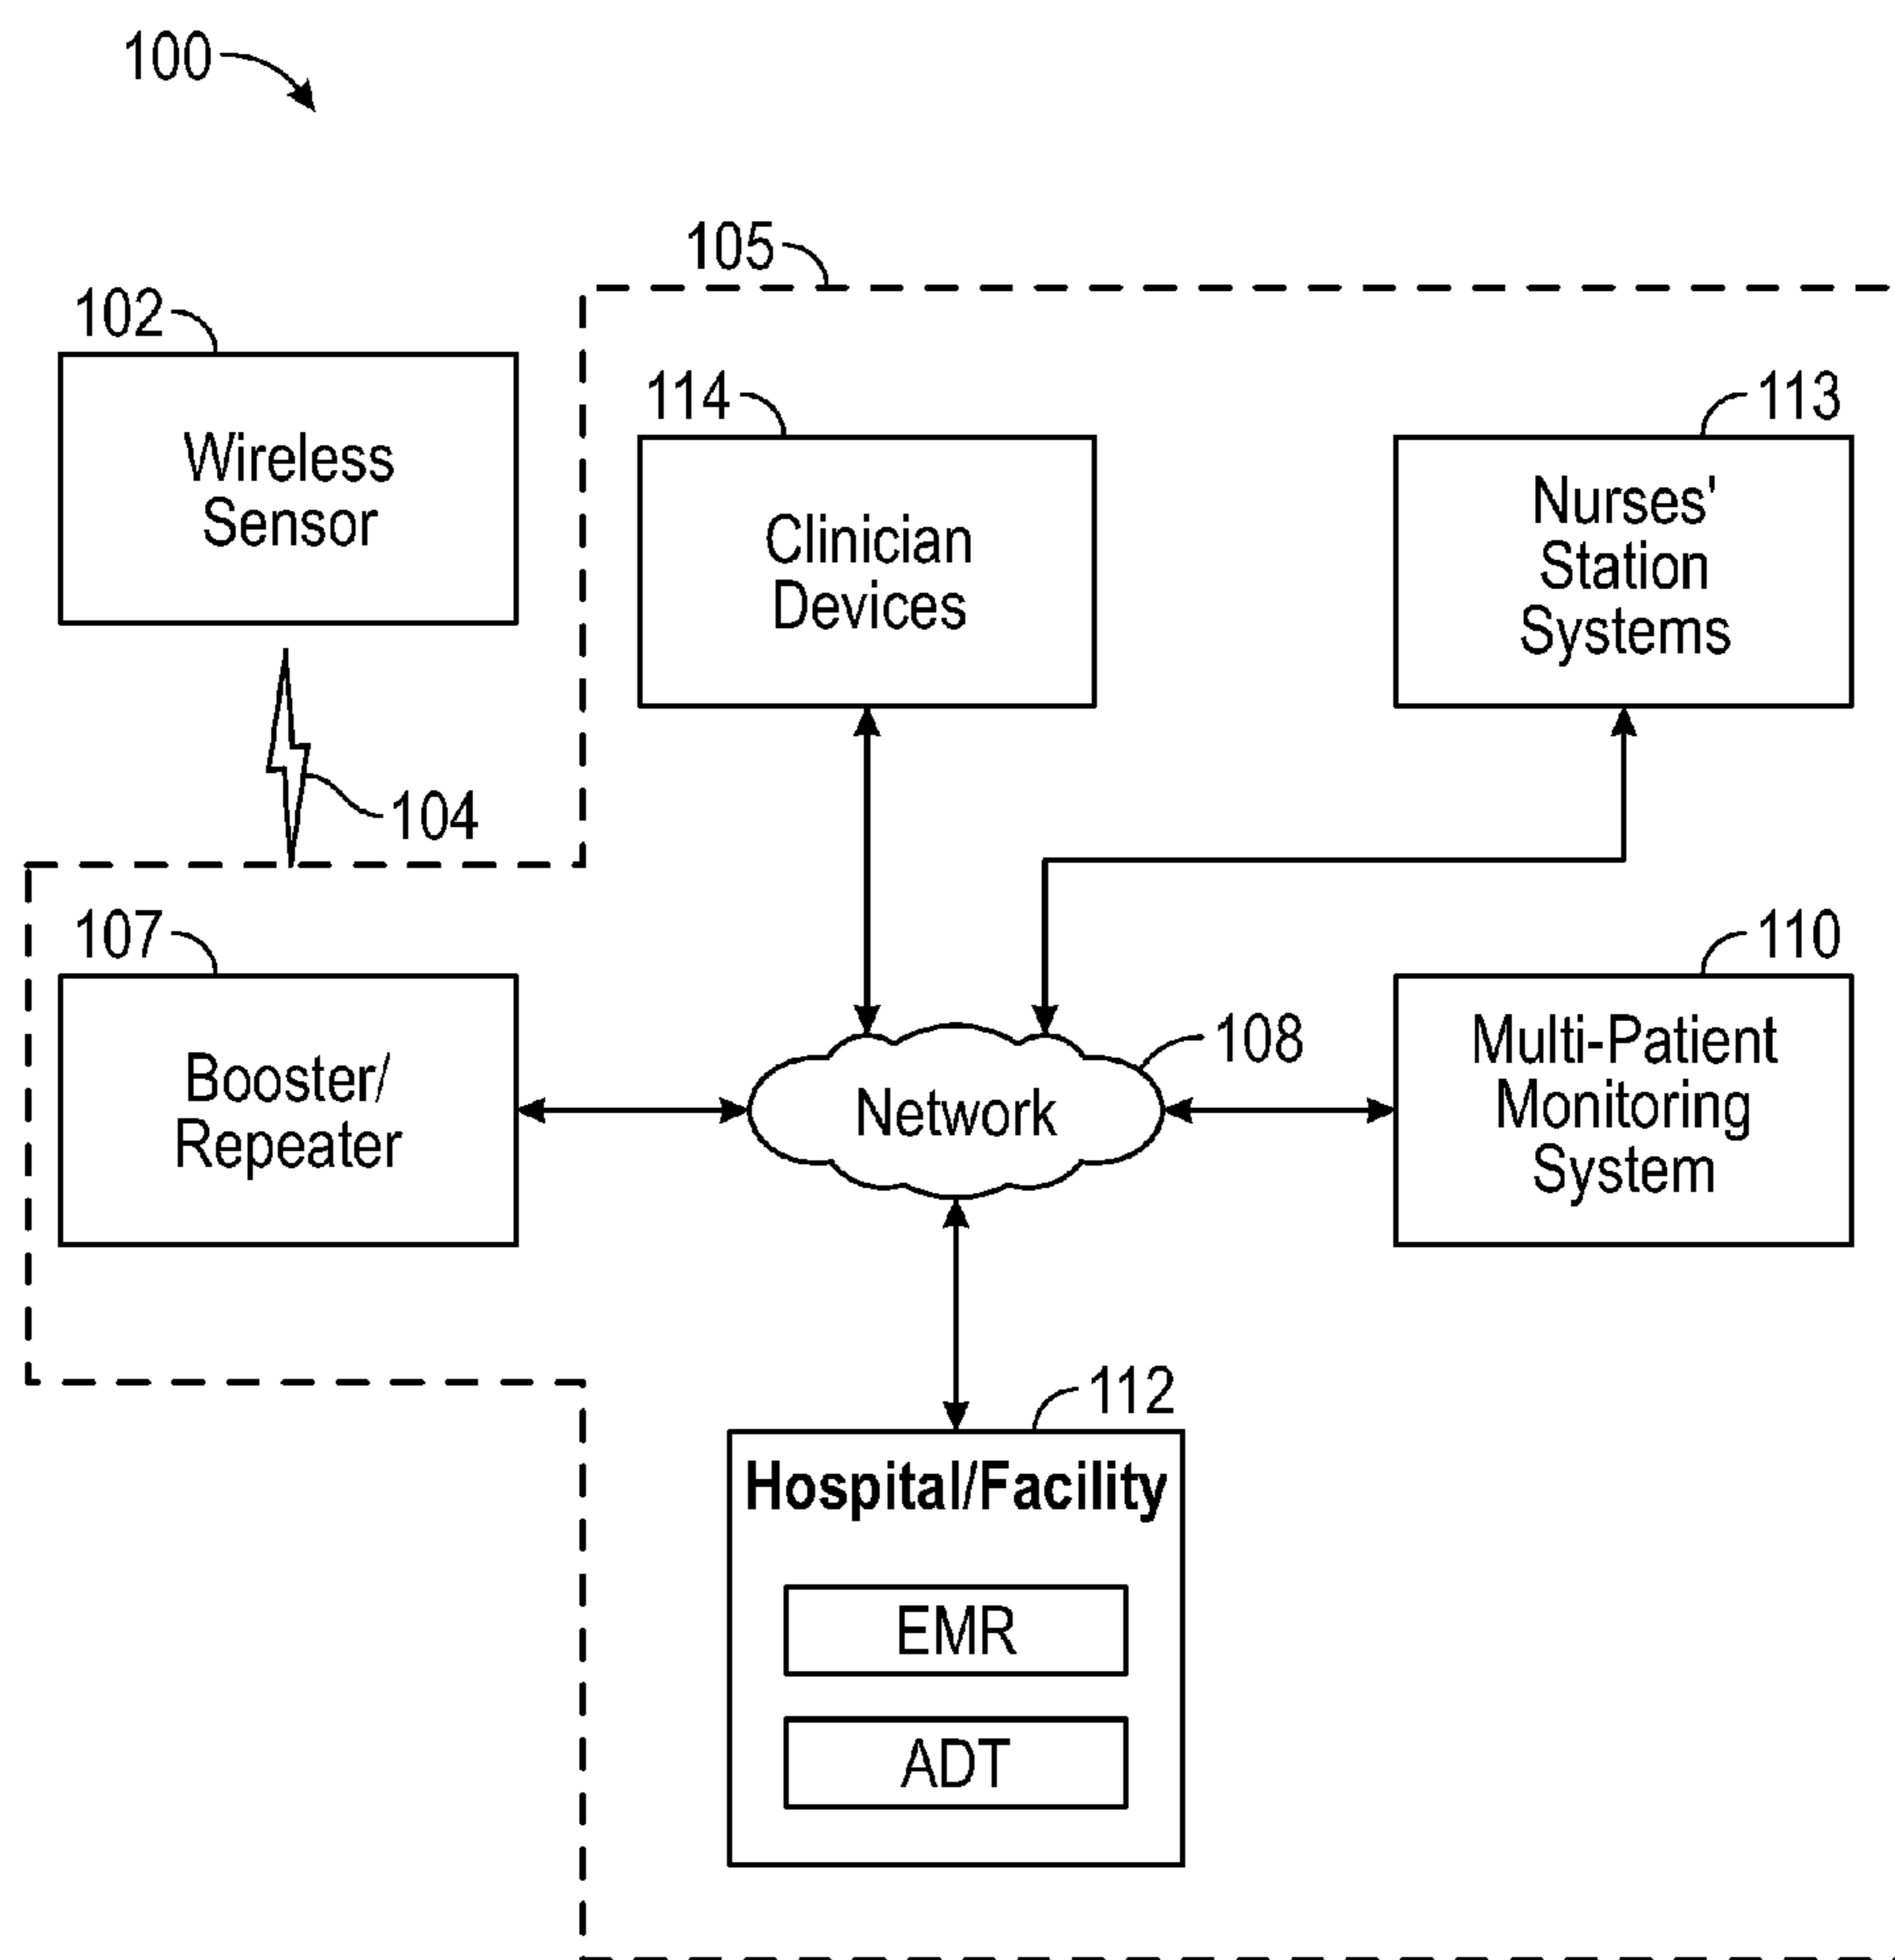 100
105
102
Wireless
Sensor
114
Clinician
Devices
113
Nurses'
Station
Systems
104
107
Booster/
Repeater
108
Network
110
Multi-Patient
Monitoring
System
112
Hospital/Facility
EMR
ADT